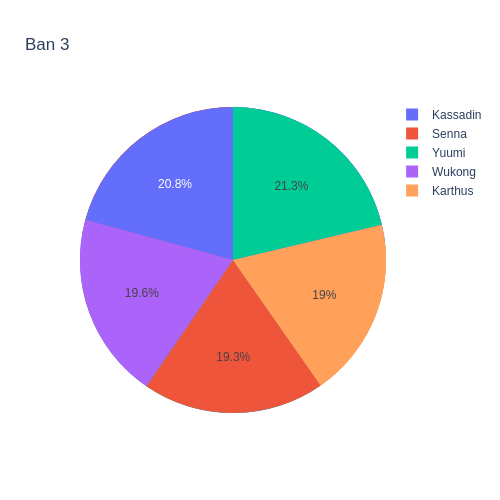 Ban 3
Kassadin
Senna
Yuumi
Wukong
Karthus
20.8%
21.3%
19.6%
19%
19.3%